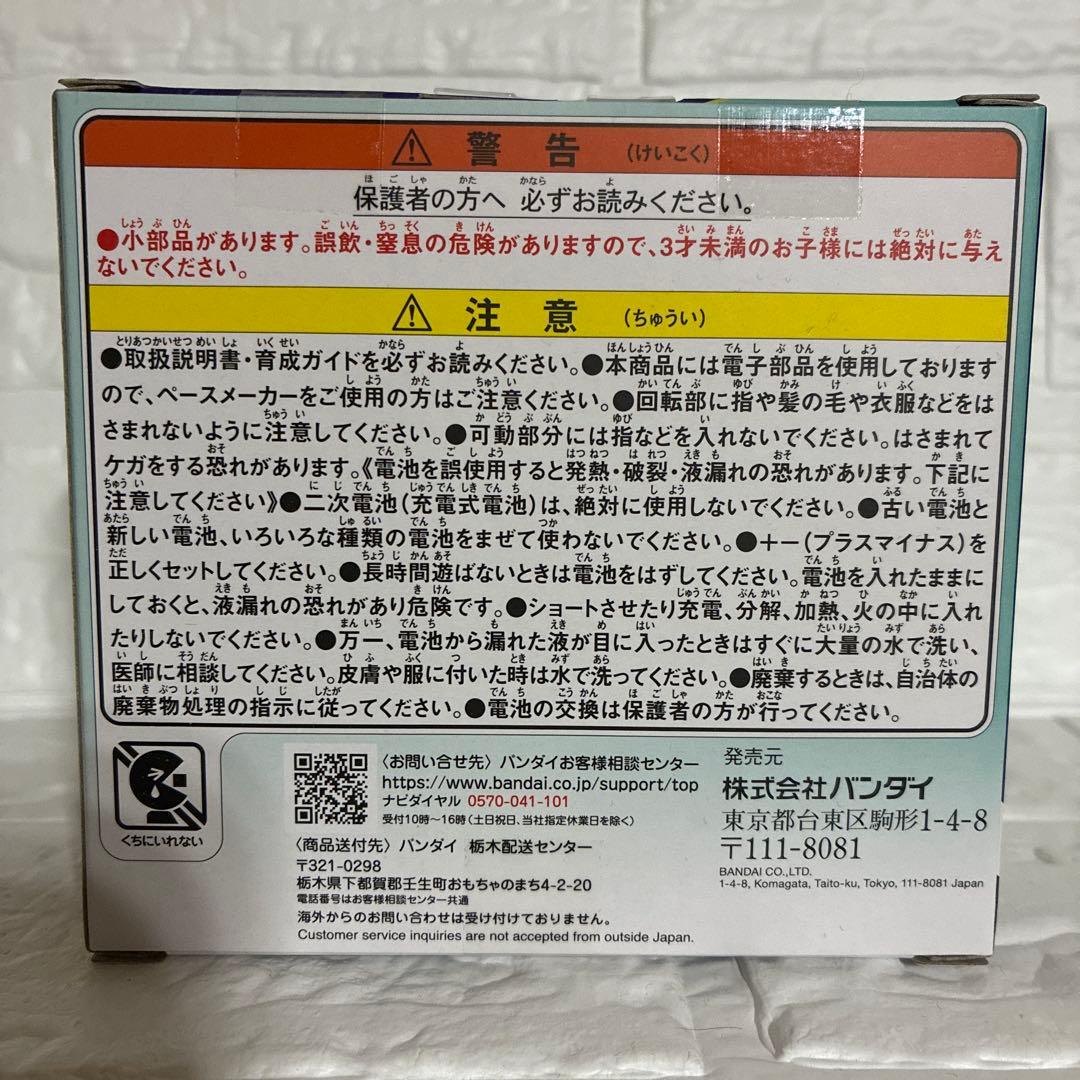 ⚠ 警告 (けいこく)
保護者の方へ 必ずお読みください。
●小部品があります。誤飲・窒息の危険がありますので、3才未満のお子様には絶対に与え
ないでください。
⚠ 注意 (ちゅうい)
●取扱説明書・育成ガイドを必ずお読みください。●本商品には電子部品を使用しております
ので、ペースメーカーをご使用の方はご注意ください。●回転部に指や髪の毛や衣服などをは
さまれないように注意してください。●可動部分には指などを入れないでください。はさまれて
ケガをする恐れがあります。《電池を誤使用すると発熱・破裂・液漏れの恐れがあります。下記に
注意してください》●二次電池(充電式電池)は、絶対に使用しないでください。●古い電池と
新しい電池、いろいろな種類の電池をまぜて使わないでください。●+−(プラスマイナス)を
正しくセットしてください。●長時間遊ばないときは電池をはずしてください。電池を入れたままに
しておくと、液漏れの恐れがあり危険です。●ショートさせたり充電、分解、加熱、火の中に入れ
たりしないでください。●万一、電池から漏れた液が目に入ったときはすぐに大量の水で洗い、
医師に相談してください。皮膚や服に付いた時は水で洗ってください。●廃棄するときは、自治体の
廃棄物処理の指示に従ってください。●電池の交換は保護者の方が行ってください。
くちにいれない
〈お問い合せ先〉バンダイお客様相談センター
https://www.bandai.co.jp/support/top
ナビダイヤル 0570-041-101
受付10時〜16時(土日祝日、当社指定休業日を除く)
〈商品送付先〉バンダイ 栃木配送センター
〒321-0298
栃木県下都賀郡壬生町おもちゃのまち4-2-20
電話番号はお客様相談センター共通
海外からのお問い合わせは受け付けておりません。
Customer service inquiries are not accepted from outside Japan.
発売元
株式会社バンダイ
東京都台東区駒形1-4-8
〒111-8081
BANDAI CO.,LTD.
1-4-8, Komagata, Taito-ku, Tokyo, 111-8081 Japan